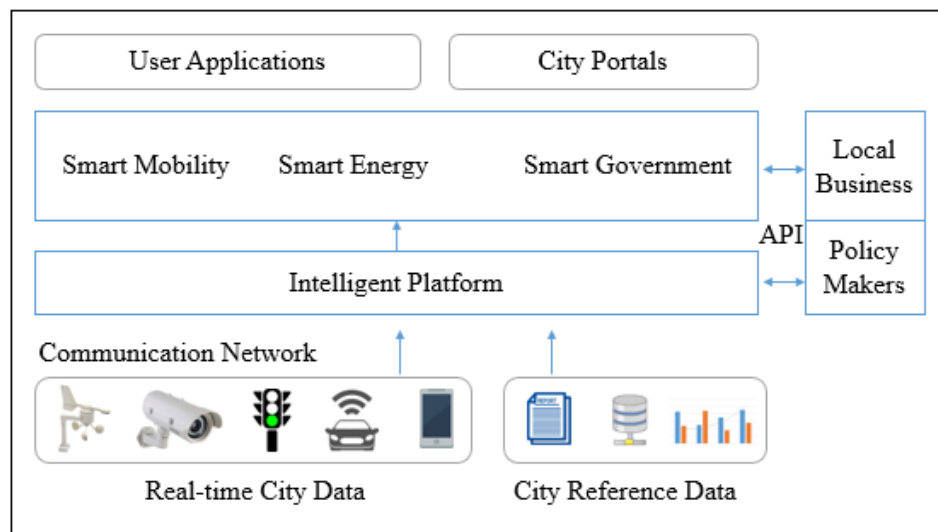 User Applications
City Portals
Smart Mobility
Smart Energy
Smart Government
Local
Business
API
Policy
Makers
Intelligent Platform
Communication Network
REPORT
Real-time City Data
City Reference Data